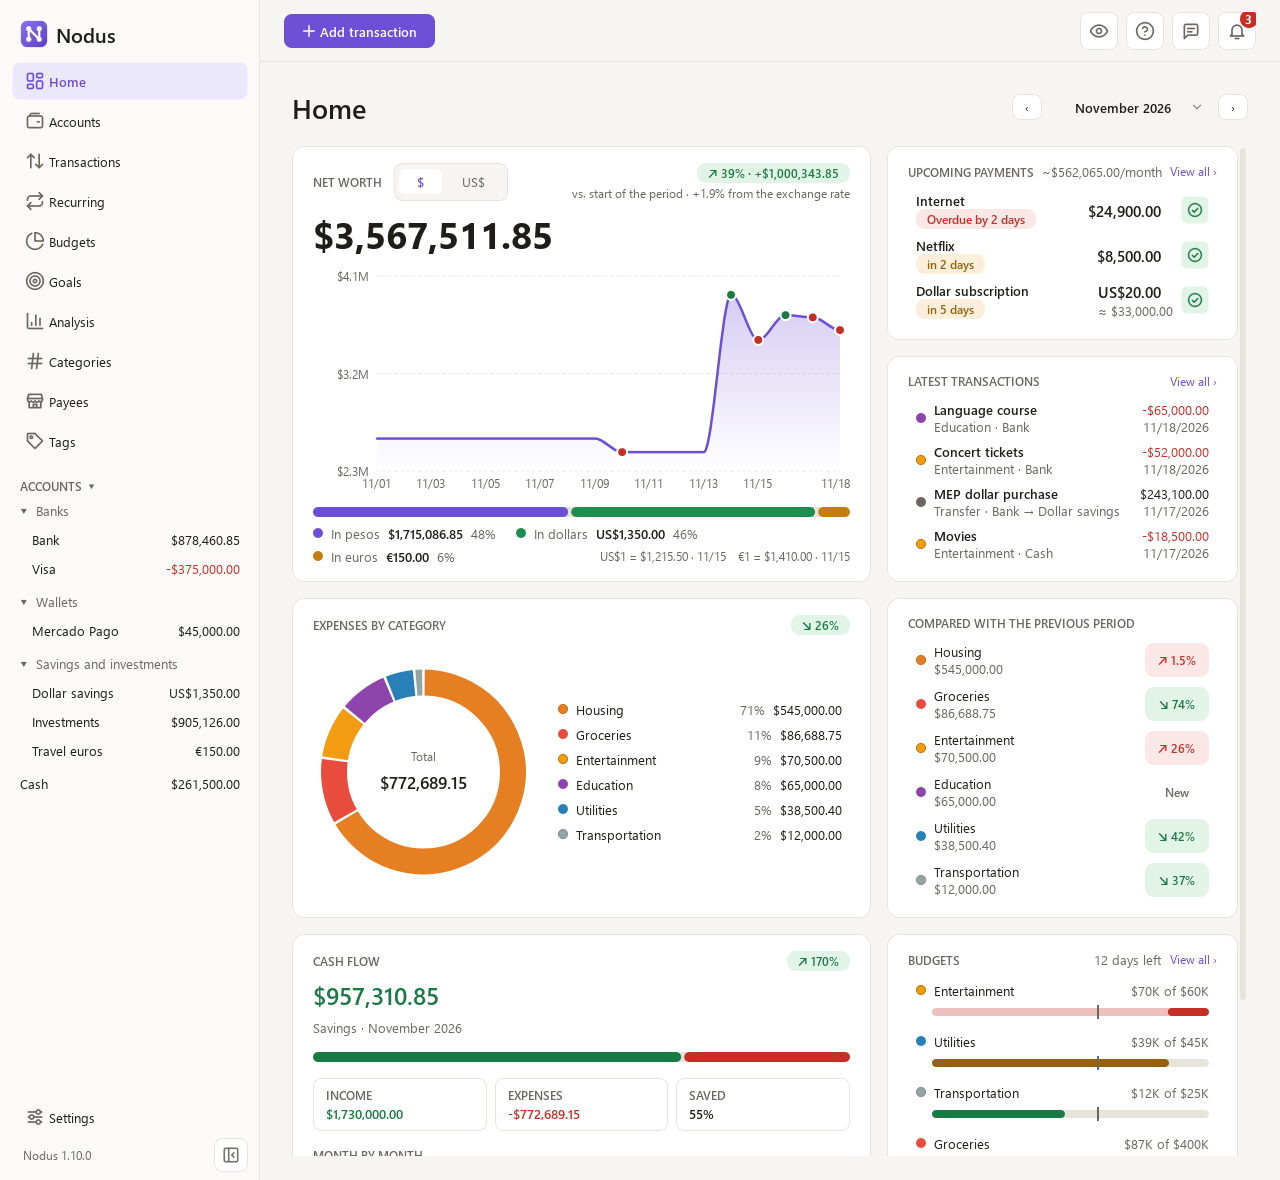 Nodus
Home
Accounts
Transactions
Recurring
Budgets
Goals
Analysis
Categories
Payees
Tags
ACCOUNTS ▼
▼ Banks
Bank $878,460.85
Visa -$375,000.00
▼ Wallets
Mercado Pago $45,000.00
▼ Savings and investments
Dollar savings US$1,350.00
Investments $905,126.00
Travel euros €150.00
Cash $261,500.00
Settings
Nodus 1.10.0
+ Add transaction
3
Home
‹ November 2026 ›
NET WORTH $ US$
↗ 39% · +$1,000,343.85
vs. start of the period · +1.9% from the exchange rate
$3,567,511.85
$4.1M
$3.2M
$2.3M
11/01 11/03 11/05 11/07 11/09 11/11 11/13 11/15 11/18
In pesos $1,715,086.85 48% In dollars US$1,350.00 46%
In euros €150.00 6% US$1 = $1,215.50 · 11/15 €1 = $1,410.00 · 11/15
UPCOMING PAYMENTS ~$562,065.00/month View all ›
Internet
Overdue by 2 days
$24,900.00
Netflix
in 2 days
$8,500.00
Dollar subscription
in 5 days
US$20.00
≈ $33,000.00
LATEST TRANSACTIONS View all ›
Language course -$65,000.00
Education · Bank 11/18/2026
Concert tickets -$52,000.00
Entertainment · Bank 11/18/2026
MEP dollar purchase $243,100.00
Transfer · Bank → Dollar savings 11/17/2026
Movies -$18,500.00
Entertainment · Cash 11/17/2026
EXPENSES BY CATEGORY ↘ 26%
Total
$772,689.15
Housing 71% $545,000.00
Groceries 11% $86,688.75
Entertainment 9% $70,500.00
Education 8% $65,000.00
Utilities 5% $38,500.40
Transportation 2% $12,000.00
COMPARED WITH THE PREVIOUS PERIOD
Housing
$545,000.00
↗ 1.5%
Groceries
$86,688.75
↘ 74%
Entertainment
$70,500.00
↗ 26%
Education
$65,000.00
New
Utilities
$38,500.40
↘ 42%
Transportation
$12,000.00
↘ 37%
CASH FLOW ↗ 170%
$957,310.85
Savings · November 2026
INCOME
$1,730,000.00
EXPENSES
-$772,689.15
SAVED
55%
MONTH BY MONTH
BUDGETS 12 days left View all ›
Entertainment $70K of $60K
Utilities $39K of $45K
Transportation $12K of $25K
Groceries $87K of $400K